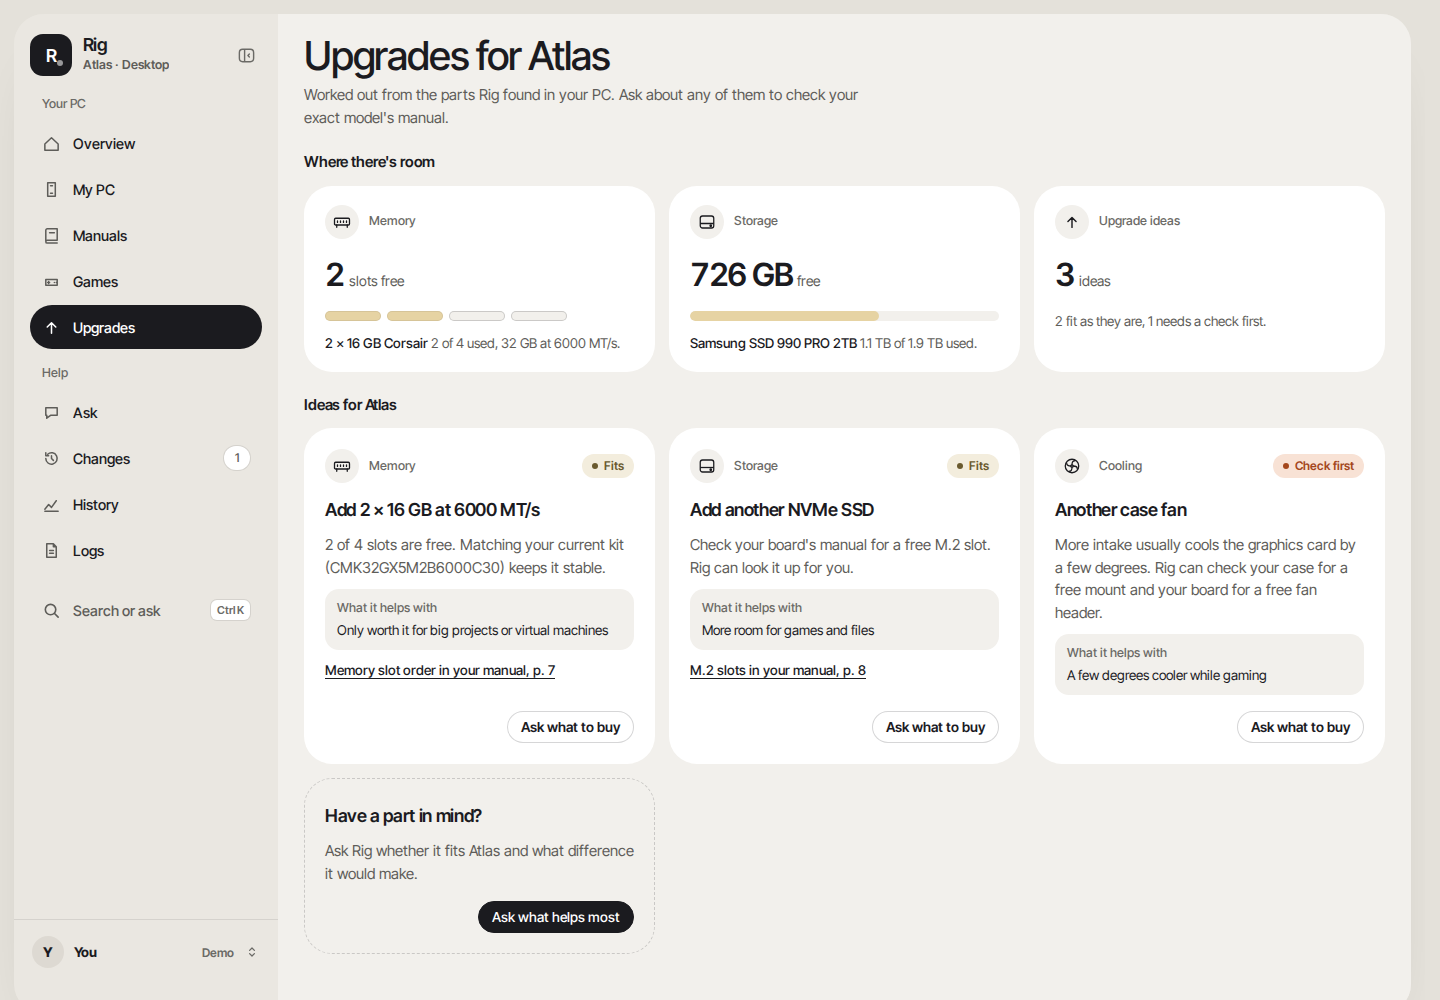 R
Rig
Atlas · Desktop
Your PC
Overview
My PC
Manuals
Games
Upgrades
Help
Ask
Changes
1
History
Logs
Search or ask
Ctrl K
Y
You
Demo
Upgrades for Atlas
Worked out from the parts Rig found in your PC. Ask about any of them to check your
exact model's manual.
Where there's room
Memory
2 slots free
2 × 16 GB Corsair 2 of 4 used, 32 GB at 6000 MT/s.
Storage
726 GB free
Samsung SSD 990 PRO 2TB 1.1 TB of 1.9 TB used.
Upgrade ideas
3 ideas
2 fit as they are, 1 needs a check first.
Ideas for Atlas
Memory
Fits
Add 2 × 16 GB at 6000 MT/s
2 of 4 slots are free. Matching your current kit
(CMK32GX5M2B6000C30) keeps it stable.
What it helps with
Only worth it for big projects or virtual machines
Memory slot order in your manual, p. 7
Ask what to buy
Storage
Fits
Add another NVMe SSD
Check your board's manual for a free M.2 slot.
Rig can look it up for you.
What it helps with
More room for games and files
M.2 slots in your manual, p. 8
Ask what to buy
Cooling
Check first
Another case fan
More intake usually cools the graphics card by
a few degrees. Rig can check your case for a
free mount and your board for a free fan
header.
What it helps with
A few degrees cooler while gaming
Ask what to buy
Have a part in mind?
Ask Rig whether it fits Atlas and what difference
it would make.
Ask what helps most